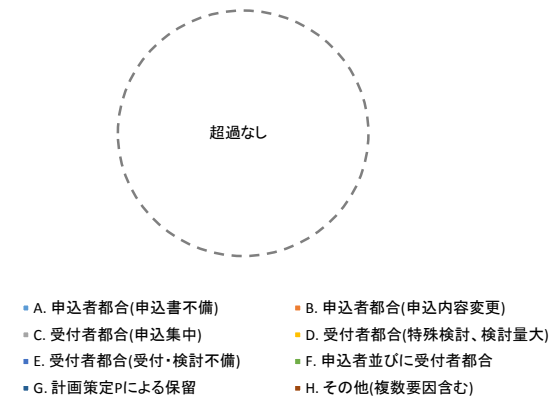 超過なし
A. 申込者都合(申込書不備)
B. 申込者都合(申込内容変更)
C. 受付者都合(申込集中)
D. 受付者都合(特殊検討、検討量大)
E. 受付者都合(受付・検討不備)
F. 申込者並びに受付者都合
G. 計画策定Pによる保留
H. その他(複数要因含む)